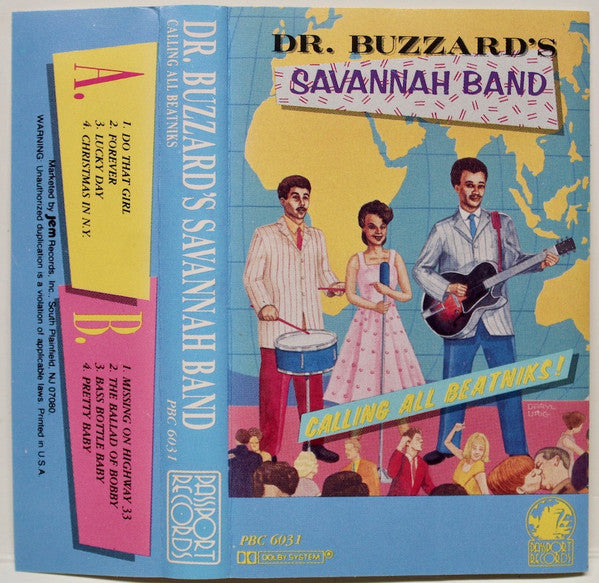 DR. BUZZARD'S
SAVANNAH BAND
CALLING ALL BEATNIKS!
PBC 6031
DOLBY SYSTEM
PASSPORT
RECORDS
DR. BUZZARD'S SAVANNAH BAND
CALLING ALL BEATNIKS
PBC 6031
PASSPORT
RECORDS
A.
1. DO THAT GIRL
2. FOREVER
3. LUCKY DAY
4. CHRISTMAS IN N.Y.
B.
1. MISSING ON HIGHWAY 33
2. THE BALLAD OF BOBBY
3. BASS BOTTLE BABY
4. PRETTY BABY
Marketed by Jem Records, Inc., South Plainfield, NJ 07080
WARNING: Unauthorized duplication is a violation of applicable laws. Printed in U.S.A.